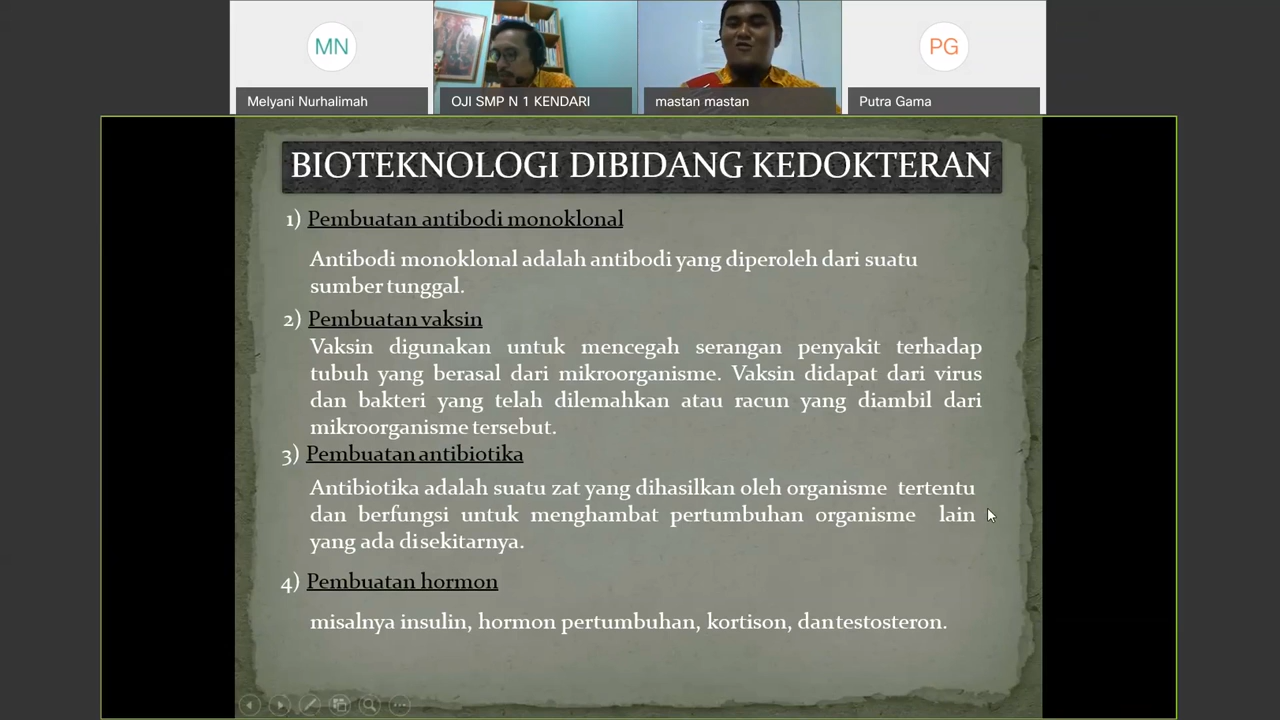 MN
PG
Melyani Nurhalimah
OJI SMP N 1 KENDARI
mastan mastan
Putra Gama
BIOTEKNOLOGI DIBIDANG KEDOKTERAN
1) Pembuatan antibodi monoklonal
Antibodi monoklonal adalah antibodi yang diperoleh dari suatu
sumber tunggal.
2) Pembuatan vaksin
Vaksin digunakan untuk mencegah serangan penyakit terhadap
tubuh yang berasal dari mikroorganisme. Vaksin didapat dari virus
dan bakteri yang telah dilemahkan atau racun yang diambil dari
mikroorganisme tersebut.
3) Pembuatan antibiotika
Antibiotika adalah suatu zat yang dihasilkan oleh organisme tertentu
dan berfungsi untuk menghambat pertumbuhan organisme lain
yang ada disekitarnya.
4) Pembuatan hormon
misalnya insulin, hormon pertumbuhan, kortison, dan testosteron.